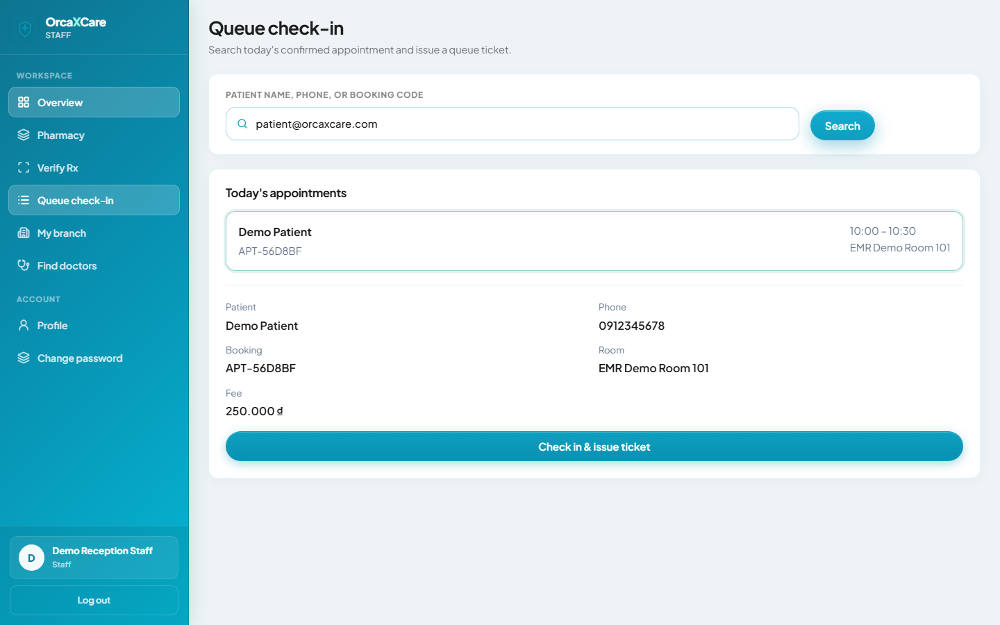 OrcaXCare
STAFF
WORKSPACE
Overview
Pharmacy
Verify Rx
Queue check-in
My branch
Find doctors
ACCOUNT
Profile
Change password
Demo Reception Staff
D
Staff
Log out
Queue check-in
Search today's confirmed appointment and issue a queue ticket.
PATIENT NAME, PHONE, OR BOOKING CODE
patient@orcaxcare.com
Search
Today's appointments
Demo Patient
APT-56D8BF
10:00 – 10:30
EMR Demo Room 101
Patient
Demo Patient
Phone
0912345678
Booking
APT-56D8BF
Room
EMR Demo Room 101
Fee
250.000 ₫
Check in & issue ticket